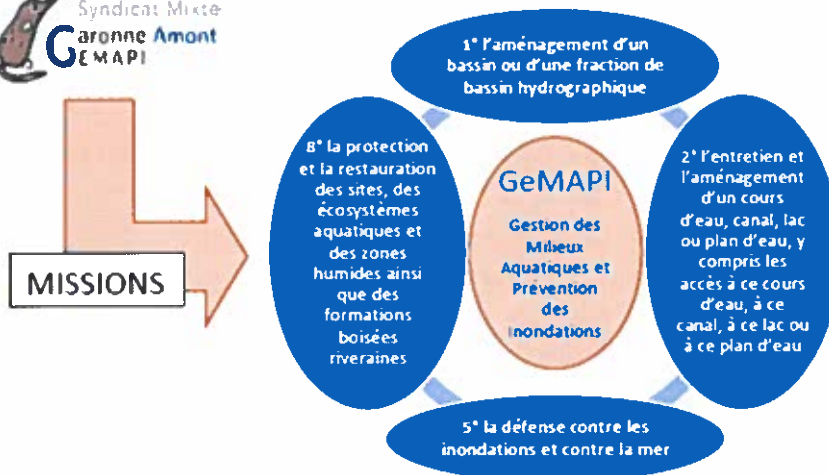 Syndicat Mixte
Garonne Amont
GEMAPI
MISSIONS
1° l'aménagement d'un
bassin ou d'une fraction de
bassin hydrographique
8° la protection
et la restauration
des sites, des
écosystèmes
aquatiques et
des zones
humides ainsi
que des
formations
boisées
riveraines
GeMAPI
Gestion des
Milieux
Aquatiques et
Prévention
des
Inondations
2° l'entretien et
l'aménagement
d'un cours
d'eau, canal, lac
ou plan d'eau, y
compris les
accès à ce cours
d'eau, à ce
canal, à ce lac ou
à ce plan d'eau
5° la défense contre les
inondations et contre la mer